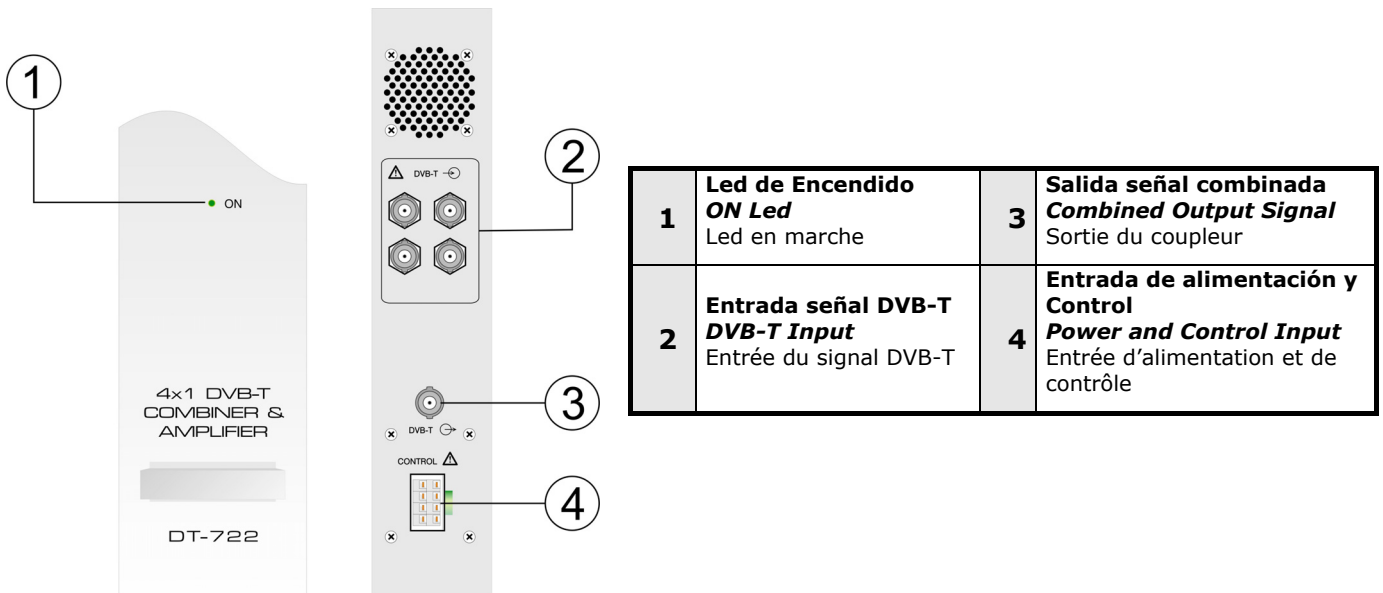 1
ON
4x1 DVB-T
COMBINER &
AMPLIFIER
DT-722
DVB-T
2
3
DVB-T
CONTROL
4
1
Led de Encendido
ON Led
Led en marche
3
Salida señal combinada
Combined Output Signal
Sortie du coupleur
2
Entrada señal DVB-T
DVB-T Input
Entrée du signal DVB-T
4
Entrada de alimentación y
Control
Power and Control Input
Entrée d’alimentation et de
contrôle